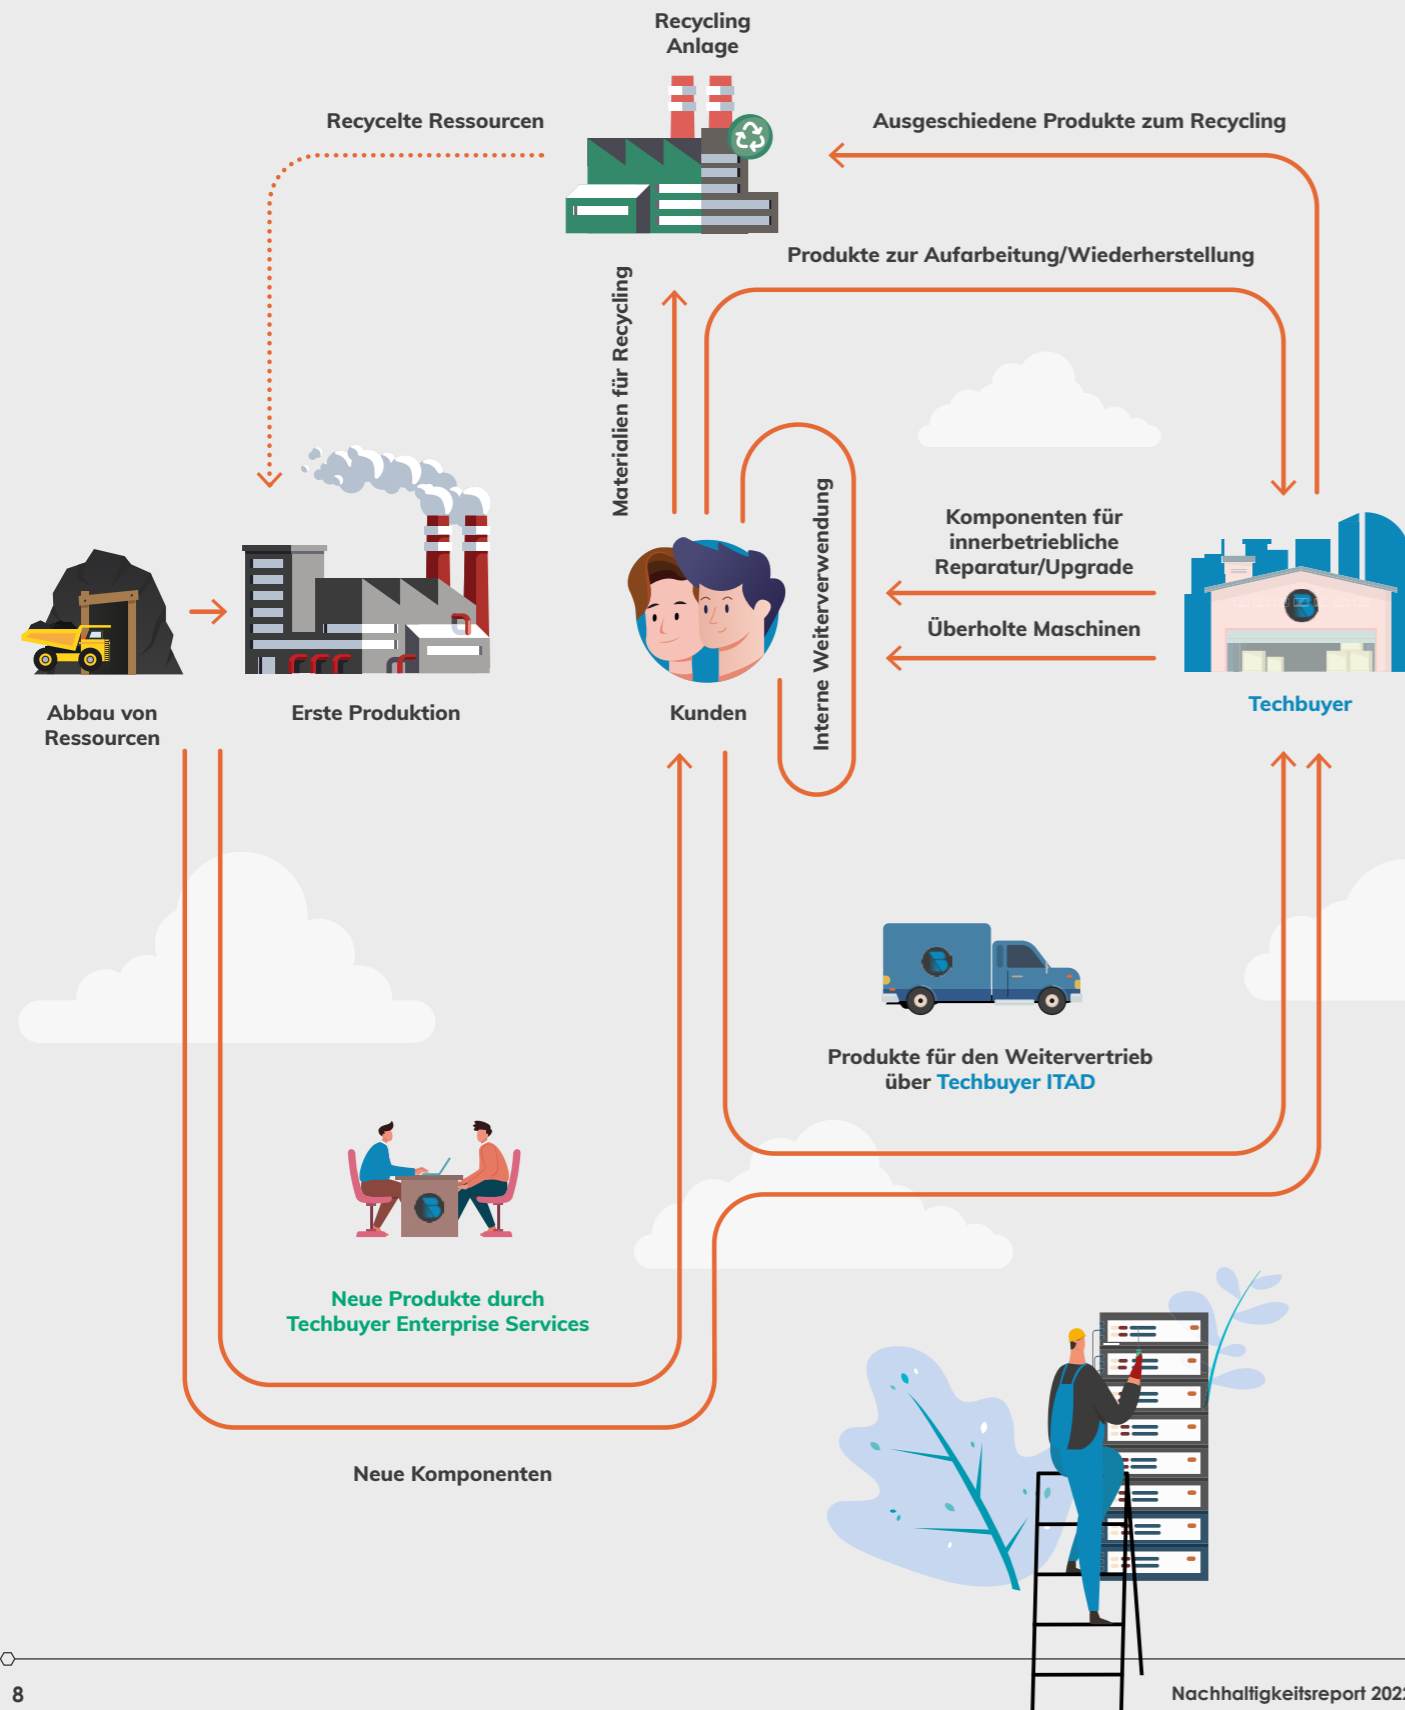 Recycling
Anlage
Recycelte Ressourcen
Ausgeschiedene Produkte zum Recycling
Produkte zur Aufarbeitung/Wiederherstellung
Materialien für Recycling
Interne Weiterverwendung
Komponenten für
innerbetriebliche
Reparatur/Upgrade
Überholte Maschinen
Abbau von
Ressourcen
Erste Produktion
Kunden
Techbuyer
Produkte für den Weitervertrieb
über Techbuyer ITAD
Neue Produkte durch
Techbuyer Enterprise Services
Neue Komponenten
8
Nachhaltigkeitsreport 2022